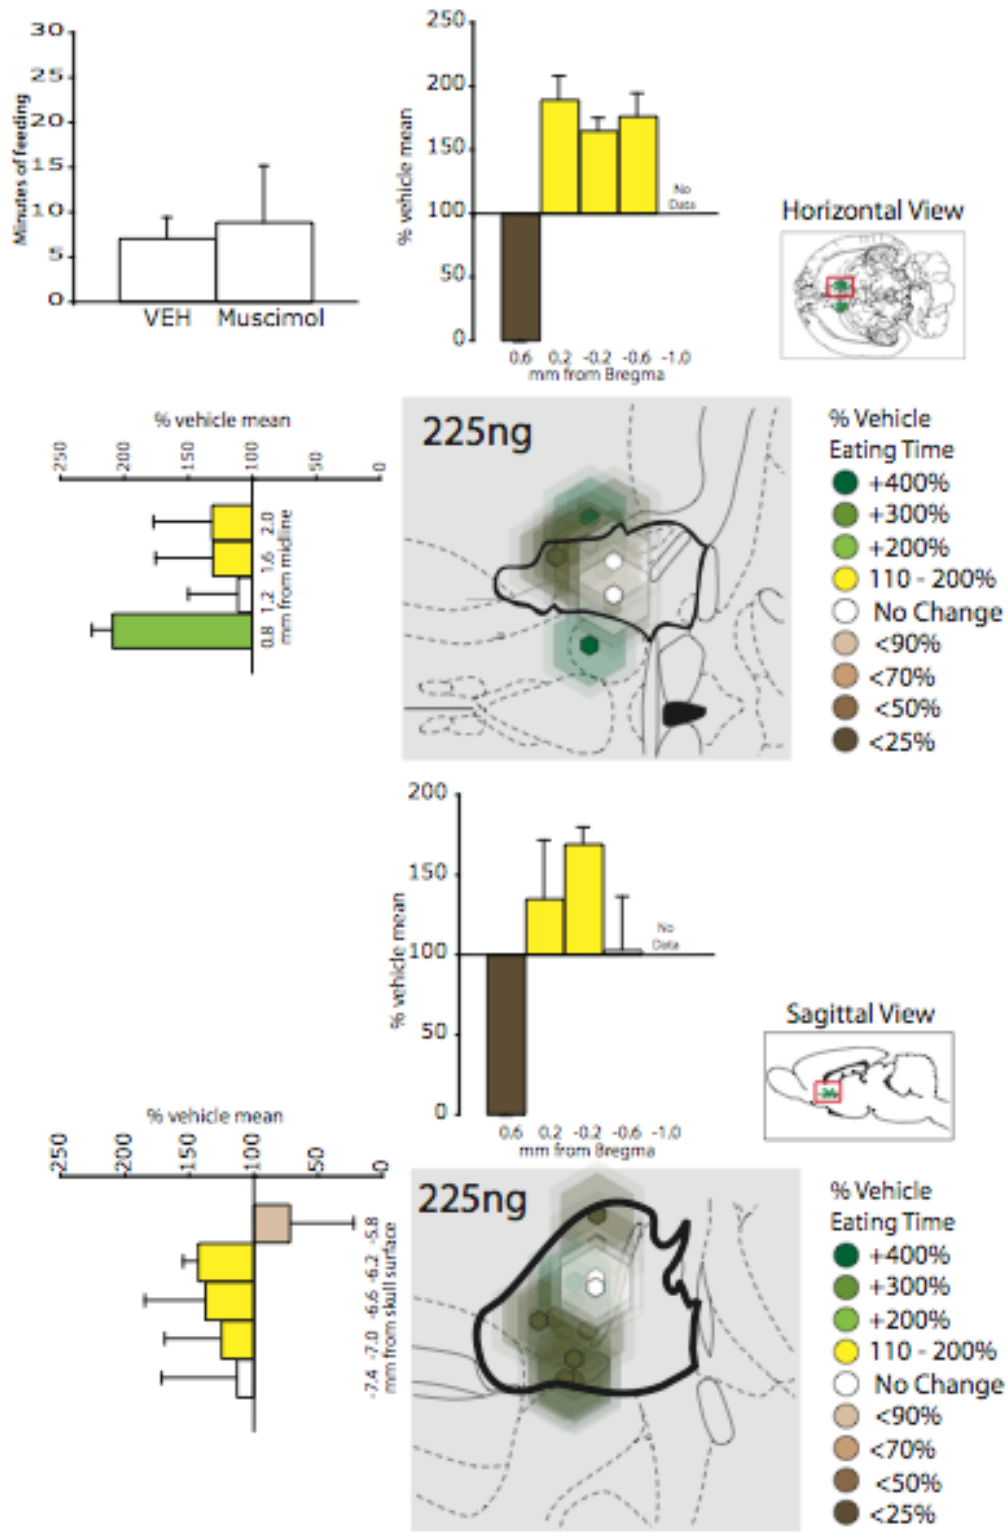 30
25
20
15
10
5
0
Minutes of feeding
VEH Muscimol
250
200
150
100
50
0
% vehicle mean
No
Data
0.6 0.2 -0.2 -0.6 -1.0
mm from Bregma
Horizontal View
% vehicle mean
250
200
150
100
50
0
2.0
1.6
1.2
0.8
mm from midline
225ng
% Vehicle
Eating Time
+400%
+300%
+200%
110 - 200%
No Change
<90%
<70%
<50%
<25%
200
150
100
50
0
% vehicle mean
No
Data
0.6 0.2 -0.2 -0.6 -1.0
mm from Bregma
Sagittal View
% vehicle mean
250
200
150
100
50
0
-5.8
-6.2
-6.6
-7.0
-7.4
mm from skull surface
225ng
% Vehicle
Eating Time
+400%
+300%
+200%
110 - 200%
No Change
<90%
<70%
<50%
<25%